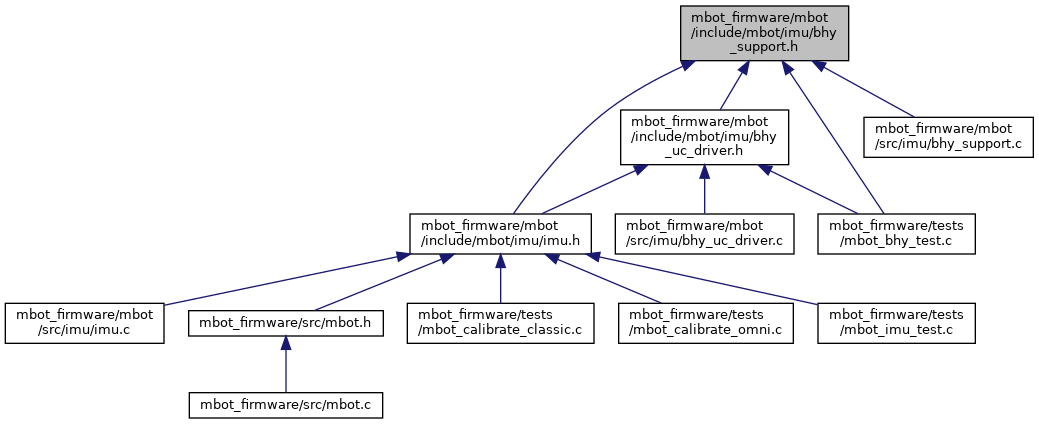 mbot_firmware/mbot
/include/mbot/imu/bhy
_support.h
mbot_firmware/mbot
/include/mbot/imu/bhy
_uc_driver.h
mbot_firmware/mbot
/src/imu/bhy_support.c
mbot_firmware/mbot
/include/mbot/imu/imu.h
mbot_firmware/mbot
/src/imu/bhy_uc_driver.c
mbot_firmware/tests
/mbot_bhy_test.c
mbot_firmware/mbot
/src/imu/imu.c
mbot_firmware/src/mbot.h
mbot_firmware/tests
/mbot_calibrate_classic.c
mbot_firmware/tests
/mbot_calibrate_omni.c
mbot_firmware/tests
/mbot_imu_test.c
mbot_firmware/src/mbot.c